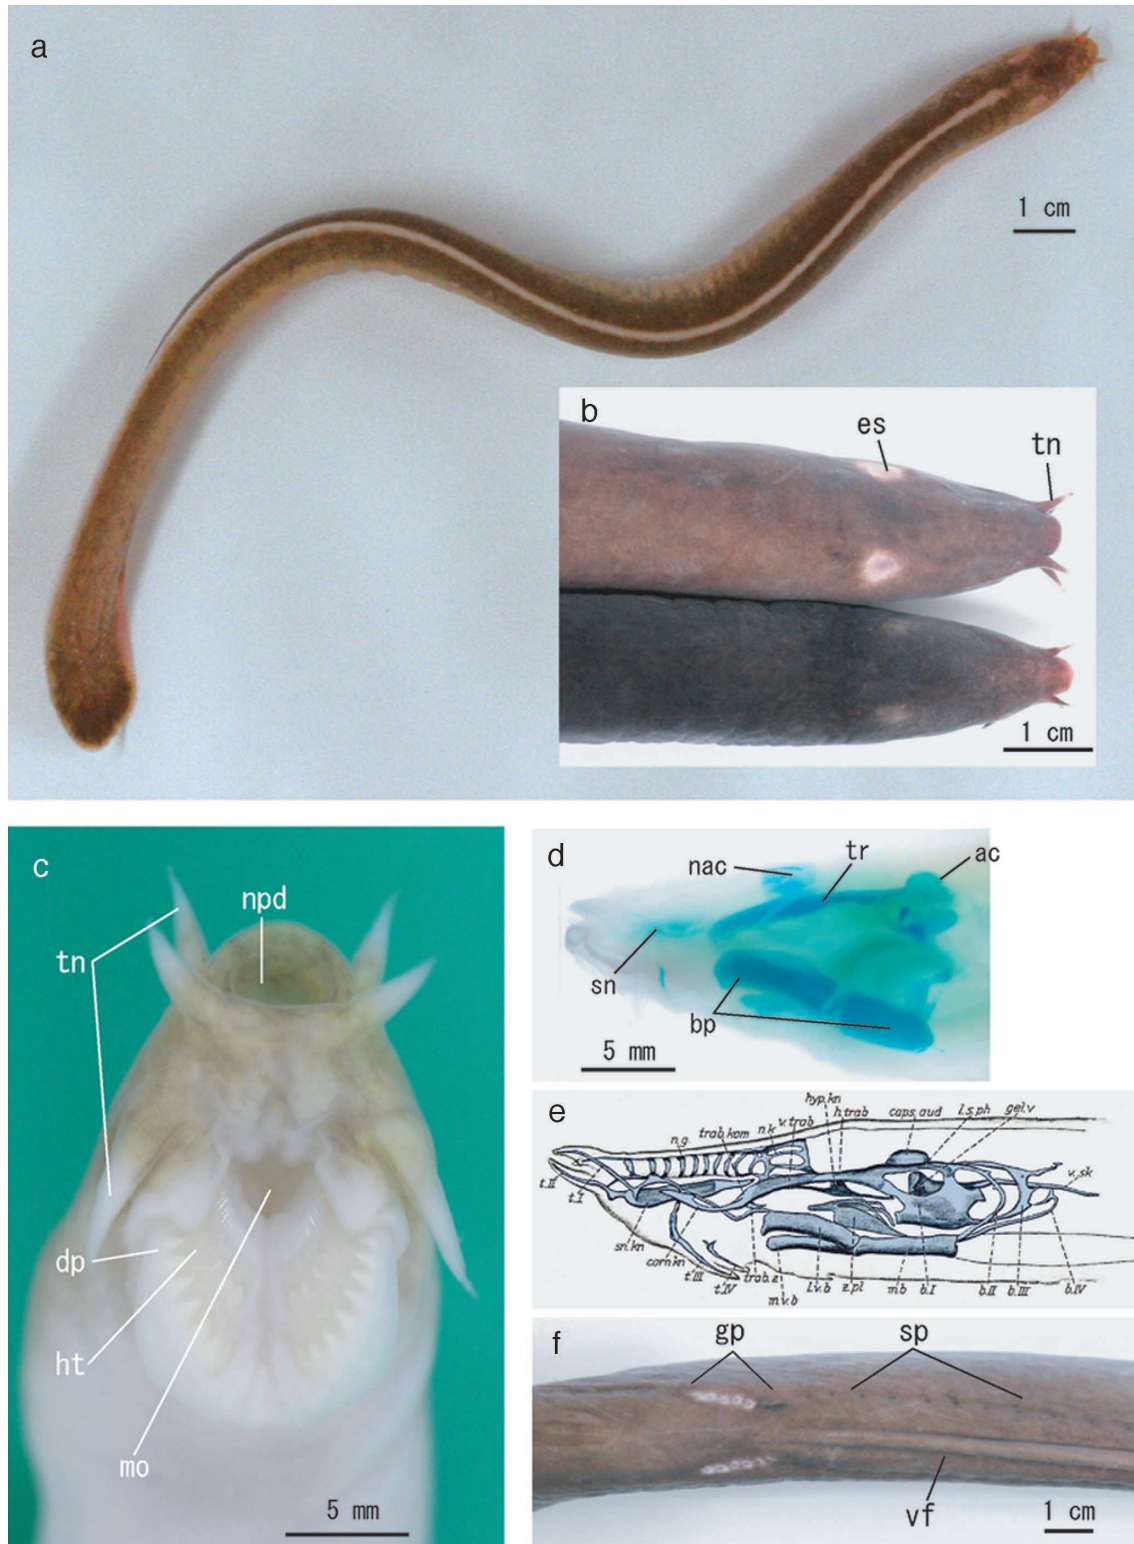 a
1 cm
b
es
tn
1 cm
c
npd
tn
dp
ht
mo
5 mm
d
nac
tr
ac
sn
bp
5 mm
e
hyp.kn
h.trab
caps.aud
l.s.ph
gel.v
n.g.
trab.kom
n.k
v.trab
v.sk
t.II
t.I
sn.kn
corn.kn
t.III
t.IV
trab.z
m.v.b
l.v.b
z.pl
m.b
b.I
b.II
b.III
b.IV
f
gp
sp
vf
1 cm